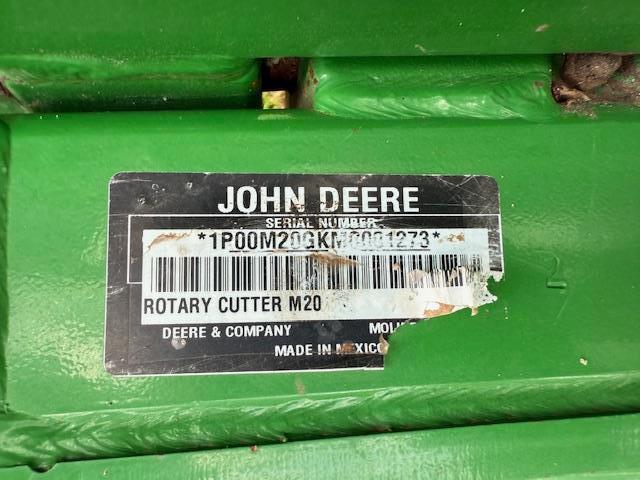 JOHN DEERE
SERIAL NUMBER
*1P00M20GKM0001273*
ROTARY CUTTER M20
DEERE & COMPANY
MADE IN MEXICO